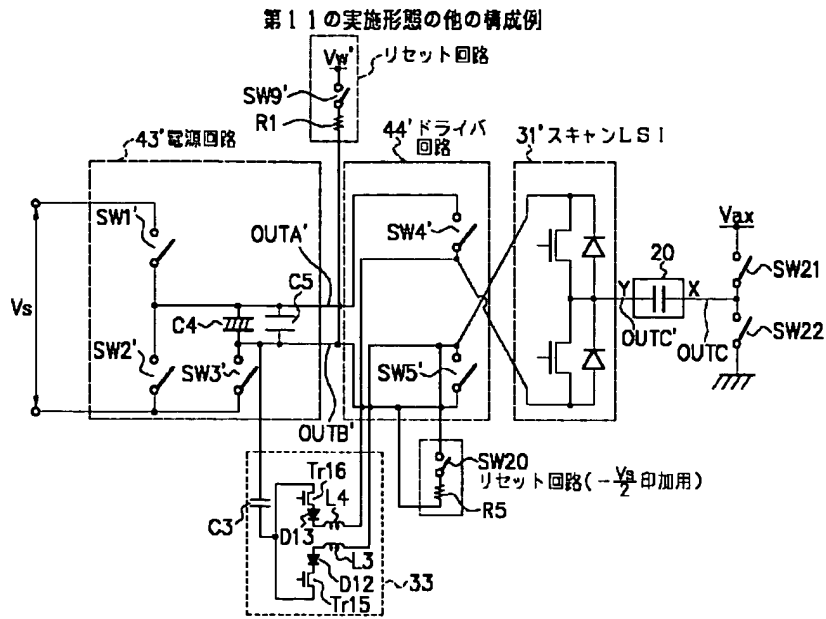 第11の実施形態の他の構成例
Vw'
リセット回路
SW9'
R1
43'電源回路
44'ドライバ
回路
31'スキャンLSI
SW1'
OUTA'
SW4'
Vax
20
SW21
Vs
C4
C5
Y
X
OUTC'
OUTC
SW22
SW2'
SW3'
SW5'
OUTB'
SW20
リセット回路(-Vs/2 印加用)
R5
Tr16
L4
C3
D13
L3
D12
Tr15
33